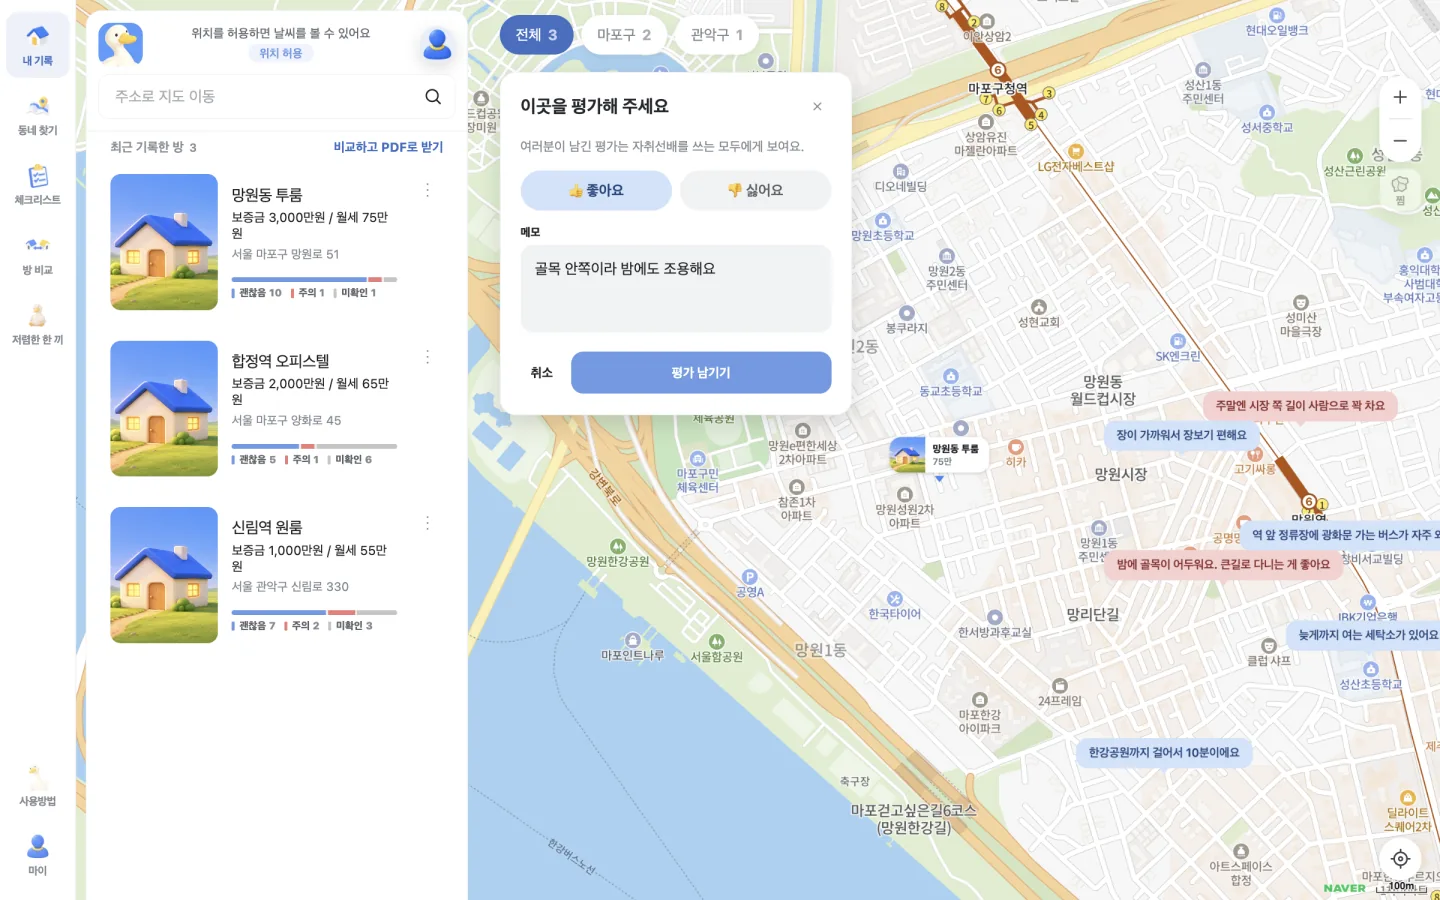 내 기록
동네 찾기
체크리스트
방 비교
저렴한 한 끼
사용방법
마이
위치를 허용하면 날씨를 볼 수 있어요
위치 허용
주소로 지도 이동
최근 기록한 방 3
비교하고 PDF로 받기
망원동 투룸
보증금 3,000만원 / 월세 75만
원
서울 마포구 망원로 51
괜찮음 10 주의 1 미확인 1
합정역 오피스텔
보증금 2,000만원 / 월세 65만
원
서울 마포구 양화로 45
괜찮음 5 주의 1 미확인 6
신림역 원룸
보증금 1,000만원 / 월세 55만
원
서울 관악구 신림로 330
괜찮음 7 주의 2 미확인 3
전체 3
마포구 2
관악구 1
이곳을 평가해 주세요
여러분이 남긴 평가는 자취선배를 쓰는 모두에게 보여요.
👍 좋아요
👎 싫어요
메모
골목 안쪽이라 밤에도 조용해요
취소
평가 남기기
마포구청역
상암유진
마젤란아파트
LG전자베스트샵
현대오일뱅크
성산1동
주민센터
성서중학교
성산근린공원
찜
디오네빌딩
망원초등학교
망원2동
주민센터
봉쿠라지
성현교회
성미산
마을극장
SK엔크린
동교초등학교
망원동
월드컵시장
주말엔 시장 쪽 길이 사람으로 꽉 차요
장이 가까워서 장보기 편해요
망원동 투룸
75만
히카
망원시장
고기싸롱
체육공원
마포구민
체육센터
망원e편한세상
2차아파트
참존1차
아파트
망원성원2차
아파트
강변북로
망원한강공원
공영A
망원1동
역 앞 정류장에 광화문 가는 버스가 자주
밤에 골목이 어두워요. 큰길로 다니는 게 좋아요
창비서교빌딩
한국타이어
한서방과후교실
망리단길
IBK기업은행
늦게까지 여는 세탁소가 있어요
클럽 샤프
성산초등학교
마포인트나루
서울함공원
망원1동
24프레임
마포한강
아이파크
한강공원까지 걸어서 10분이에요
축구장
마포걷고싶은길6코스
(망원한강길)
한강버스노선
딜라이트
스퀘어2차
아트스페이스
합정
NAVER
100m